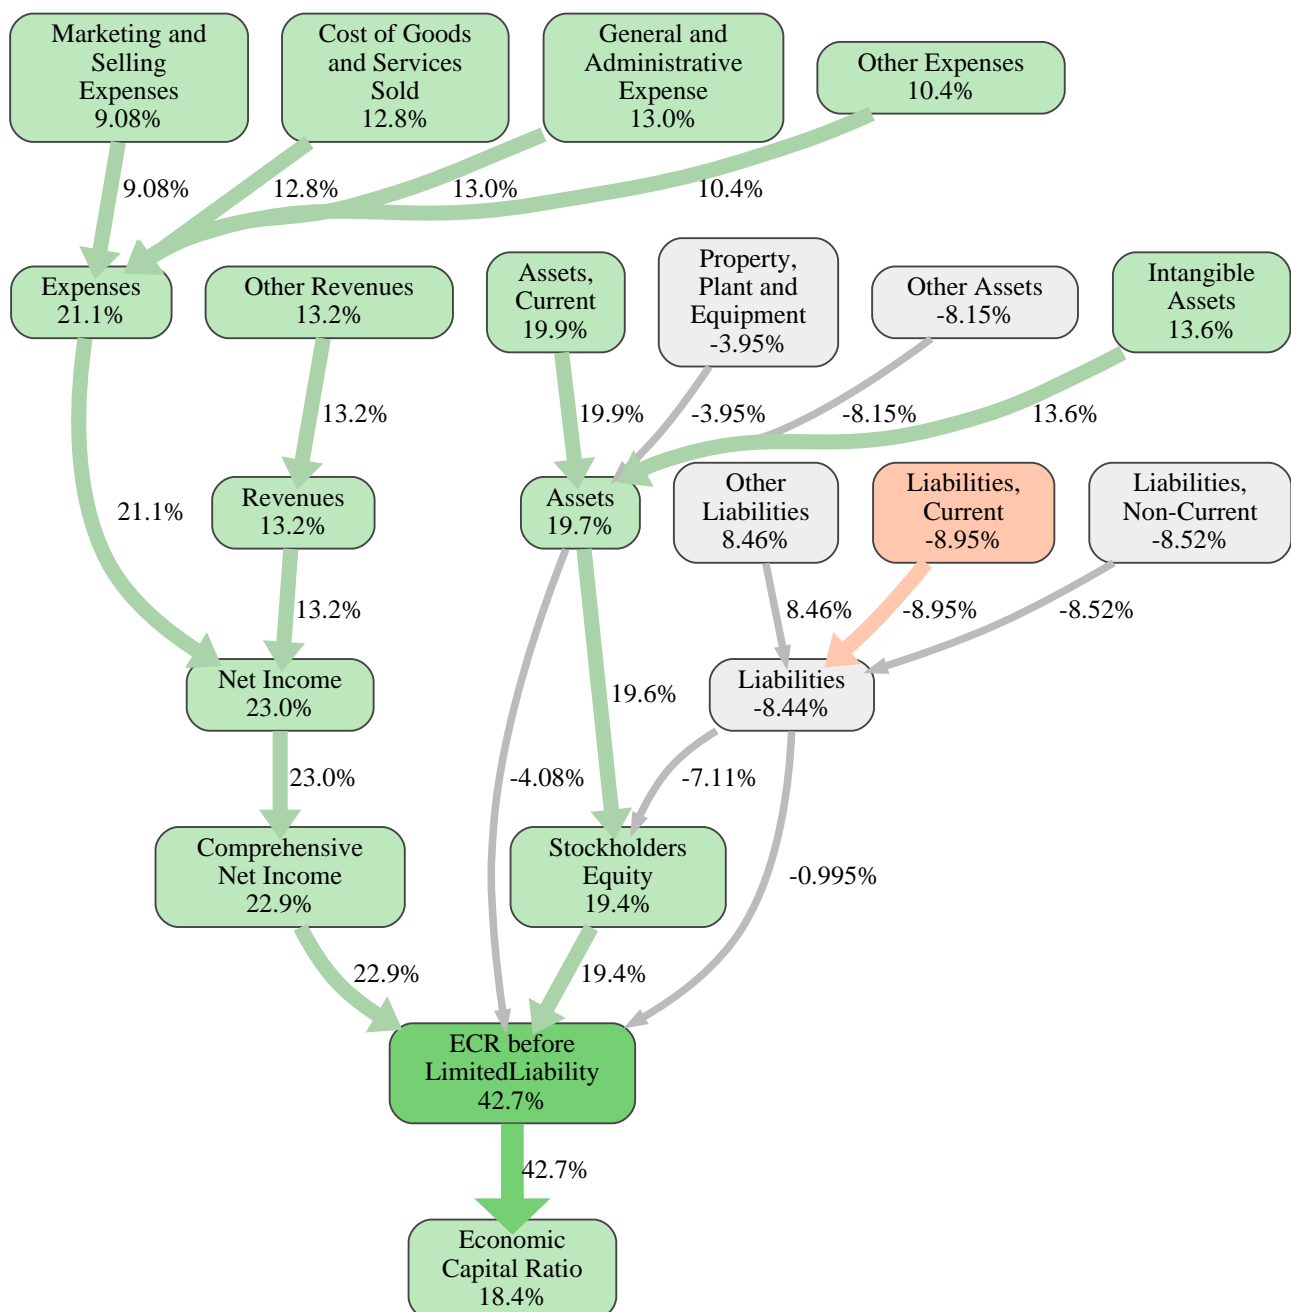 Marketing and
Selling
Expenses
9.08%
Cost of Goods
and Services
Sold
12.8%
General and
Administrative
Expense
13.0%
Other Expenses
10.4%
9.08%
12.8%
13.0%
10.4%
Expenses
21.1%
Other Revenues
13.2%
Assets,
Current
19.9%
Property,
Plant and
Equipment
-3.95%
Other Assets
-8.15%
Intangible
Assets
13.6%
13.2%
19.9%
-3.95%
-8.15%
13.6%
21.1%
Revenues
13.2%
Assets
19.7%
Other
Liabilities
8.46%
Liabilities,
Current
-8.95%
Liabilities,
Non-Current
-8.52%
13.2%
8.46%
-8.95%
-8.52%
Net Income
23.0%
19.6%
Liabilities
-8.44%
23.0%
-4.08%
-7.11%
Comprehensive
Net Income
22.9%
Stockholders
Equity
19.4%
-0.995%
22.9%
19.4%
ECR before
LimitedLiability
42.7%
42.7%
Economic
Capital Ratio
18.4%